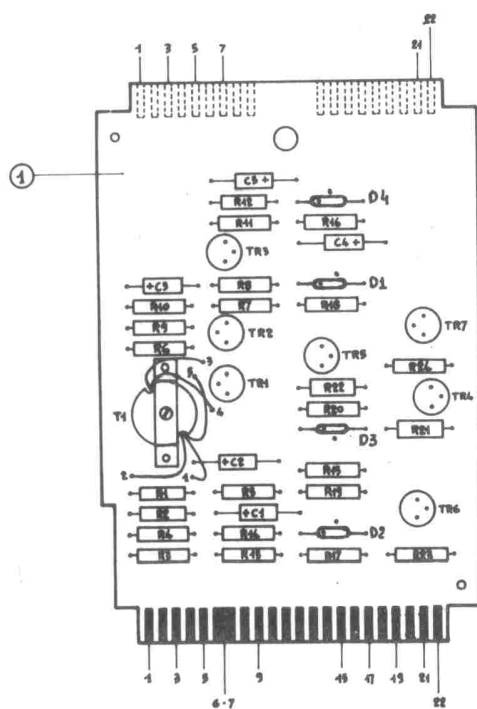 1 3 5 7 21 22
1
C5 +
R12 D4
R11 R16
C4 +
TR3
+ C3 R8 D1
R10 R7 R18
R9 TR2 TR7
R6 TR5
3 R26
5 TR1 R22 TR4
4 R20
T1 D3 R21
+ C2
2 1 R15
R1 R5 R19
R2 + C1 TR6
R4 R16 D2
R3 R13 R17 R23
1 3 5 9 15 17 19 21
6-7 22